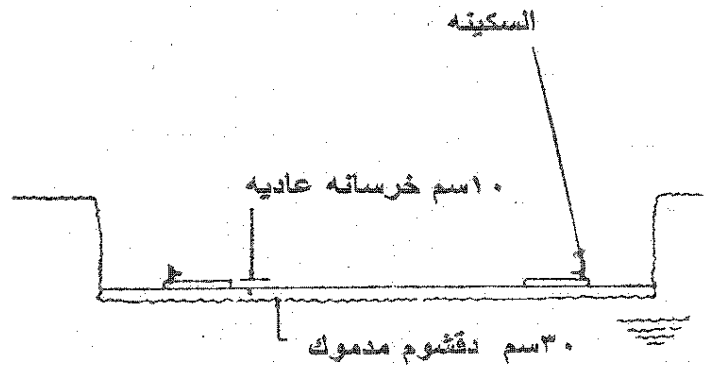 السكينه
١٠سم خرسانه عاديه
٣٠سم دقشوم مدموك